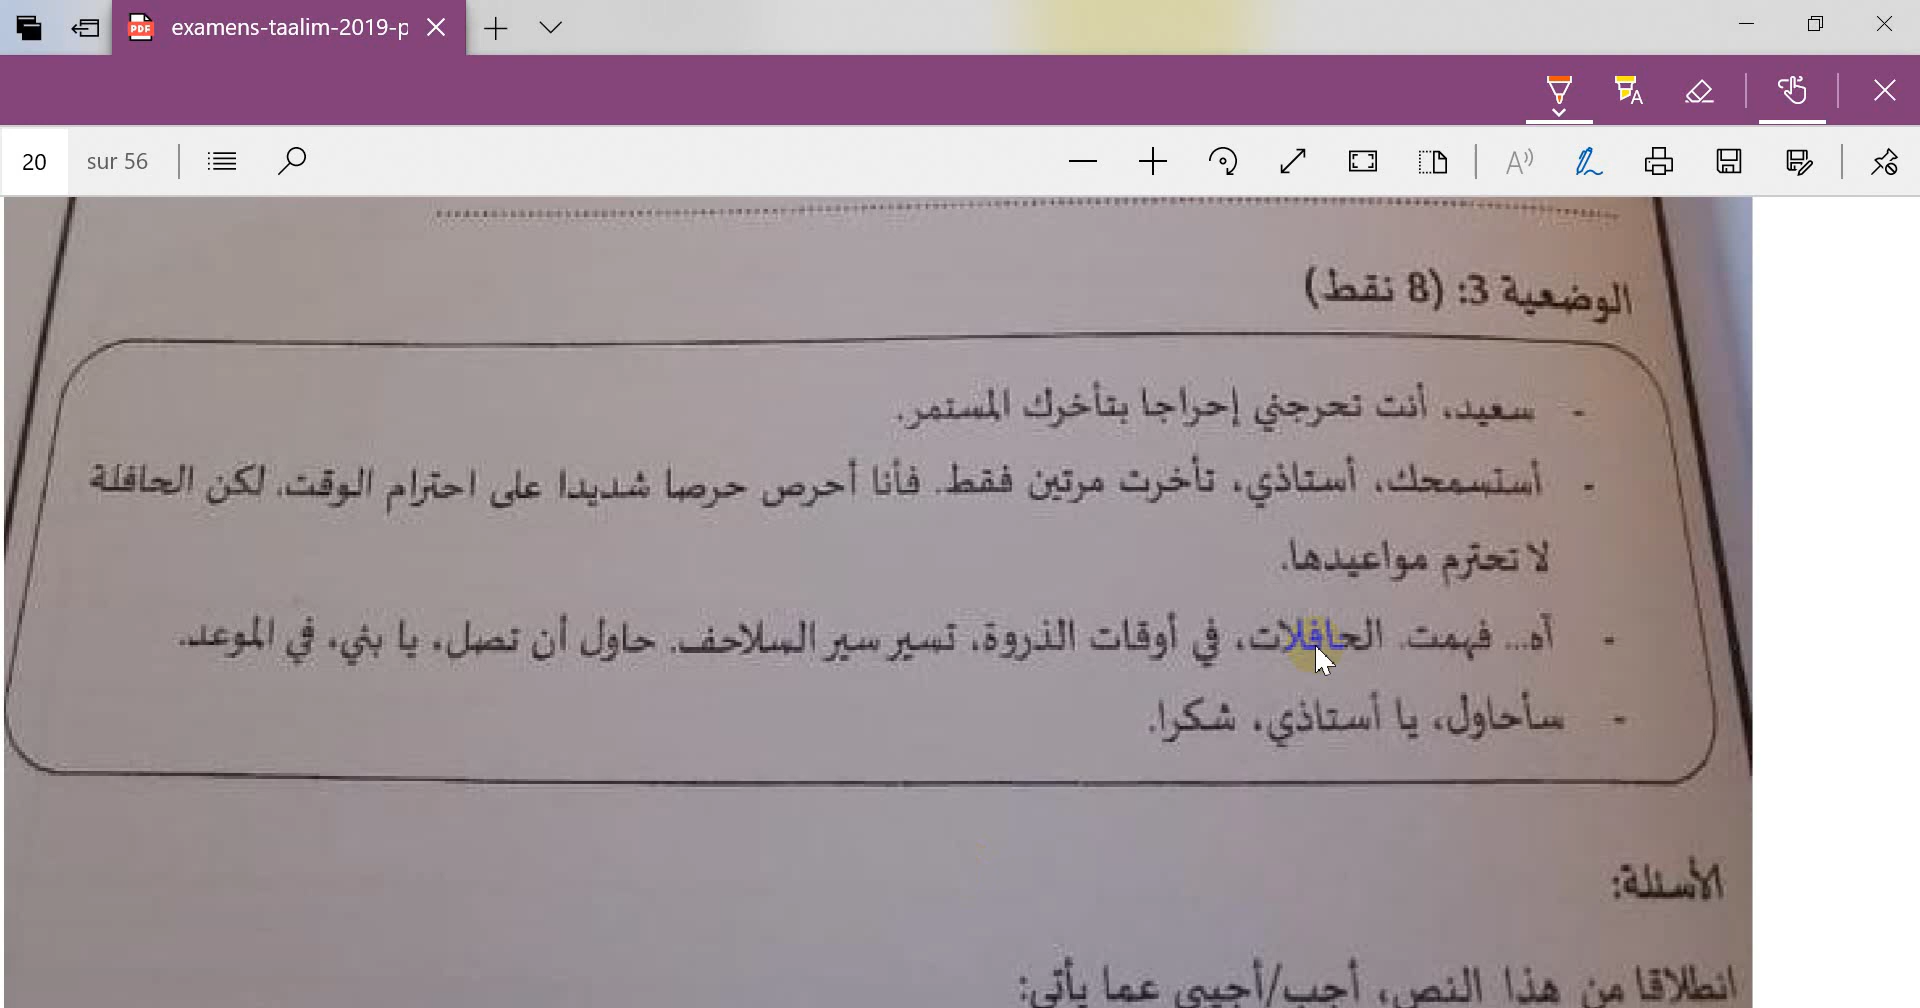 examens-taalim-2019-p
20 sur 56
الوضعية 3: (8 نقط)
- سعيد، أنت تحرجني إحراجا بتأخرك المستمر.
- أستسمحك، أستاذي، تأخرت مرتين فقط. فأنا أحرص حرصا شديدا على احترام الوقت. لكن الحافلة
لا تحترم مواعيدها.
- آه... فهمت. الحافلات، في أوقات الذروة، تسير سير السلاحف. حاول أن تصل، يا بني، في الموعد.
- سأحاول، يا أستاذي، شكرا.
الأسئلة:
انطلاقا من هذا النص، أجب/أجيبي عما يأتي: